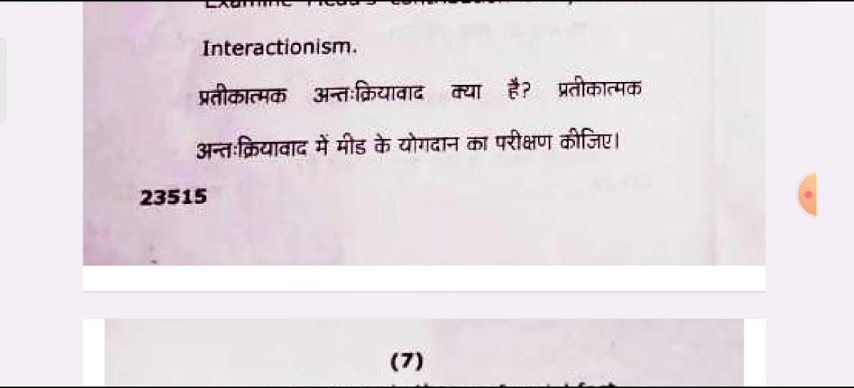 Interactionism.
प्रतीकात्मक अन्तःक्रियावाद क्या है? प्रतीकात्मक
अन्तःक्रियावाद में मीड के योगदान का परीक्षण कीजिए।
23515
(7)